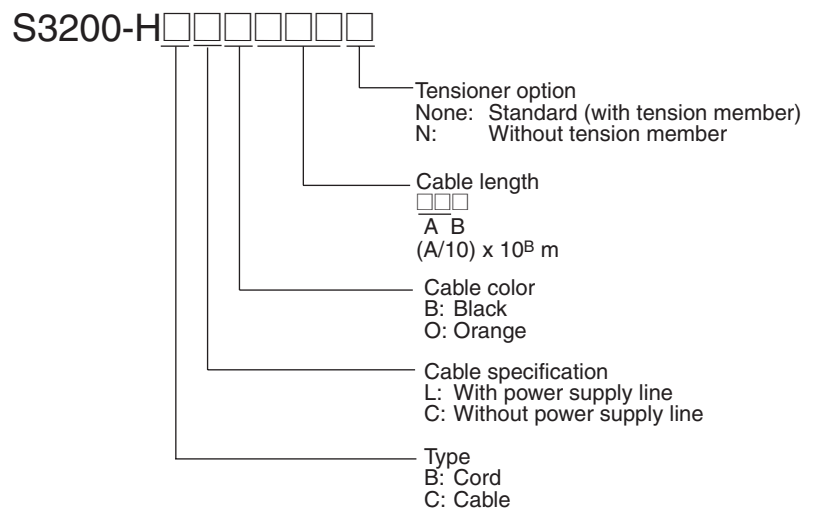 S3200-H□□□□□□□
Tensioner option
None: Standard (with tension member)
N: Without tension member
Cable length
□□□
A B
(A/10) x 10ᴮ m
Cable color
B: Black
O: Orange
Cable specification
L: With power supply line
C: Without power supply line
Type
B: Cord
C: Cable